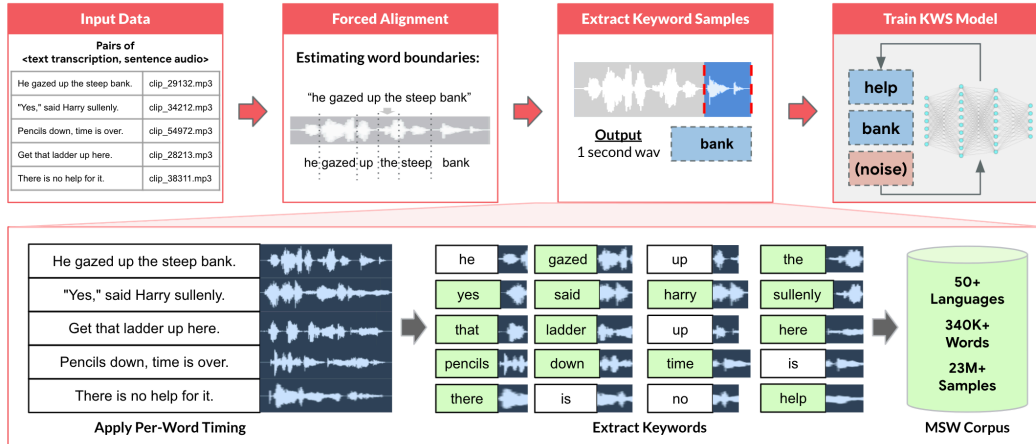 Input Data
Pairs of
<text transcription, sentence audio>
He gazed up the steep bank. clip_29132.mp3
"Yes," said Harry sullenly. clip_34212.mp3
Pencils down, time is over. clip_54972.mp3
Get that ladder up here. clip_28213.mp3
There is no help for it. clip_38311.mp3
Forced Alignment
Estimating word boundaries:
“he gazed up the steep bank”
he gazed up the steep bank
Extract Keyword Samples
Output
1 second wav
bank
Train KWS Model
help
bank
(noise)
He gazed up the steep bank.
"Yes," said Harry sullenly.
Get that ladder up here.
Pencils down, time is over.
There is no help for it.
Apply Per-Word Timing
he gazed up the
yes said harry sullenly
that ladder up here
pencils down time is
there is no help
Extract Keywords
50+
Languages
340K+
Words
23M+
Samples
MSW Corpus